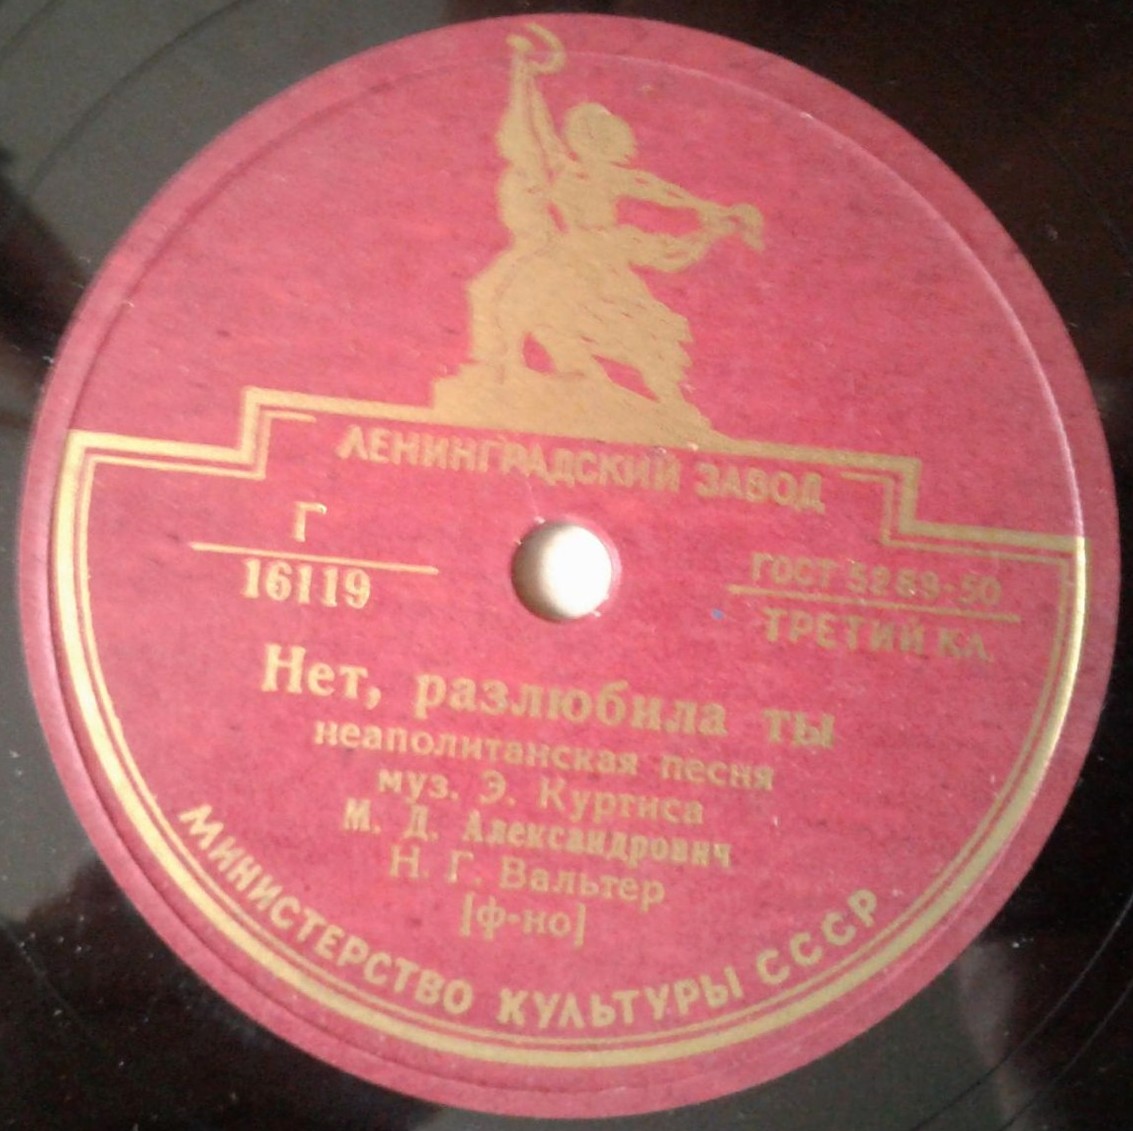 ЛЕНИНГРАДСКИЙ ЗАВОД
Г
16119
ГОСТ 5289-50
ТРЕТИЙ КЛ.
Нет, разлюбила ты
неаполитанская песня
муз. Э. Куртиса
М. Д. Александрович
Н. Г. Вальтер
[ф-но]
МИНИСТЕРСТВО КУЛЬТУРЫ СССР